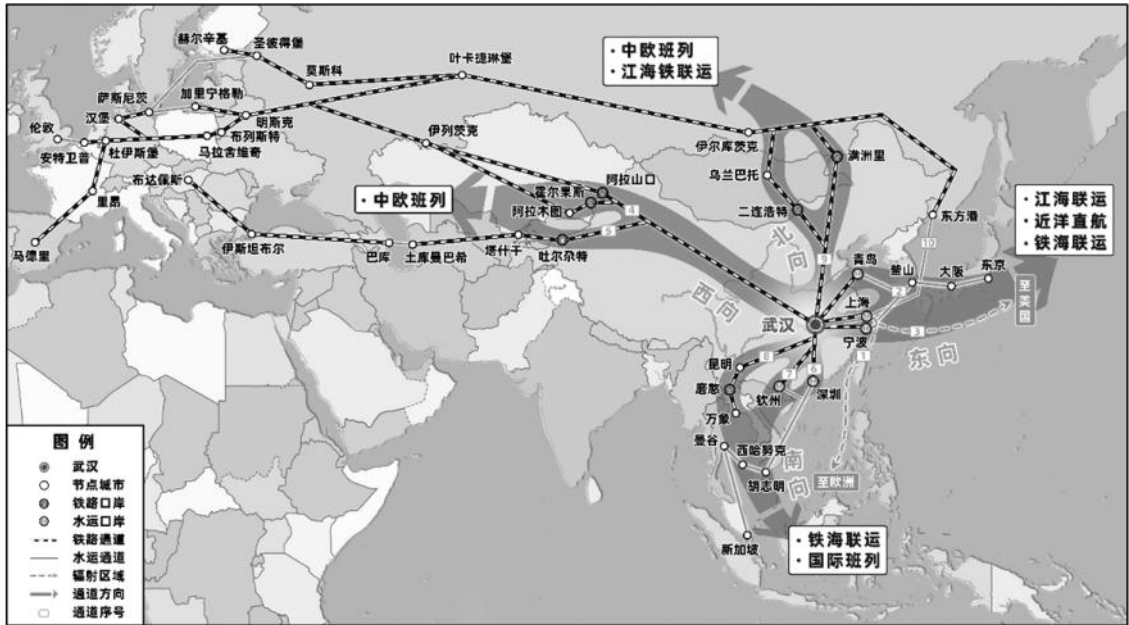 赫尔辛基
圣彼得堡
莫斯科
叶卡捷琳堡
· 中欧班列
· 江海铁联运
萨斯尼茨
加里宁格勒
汉堡
伦敦
明斯克
布列斯特
安特卫普
杜伊斯堡
马拉舍维奇
伊列茨克
伊尔库茨克
满洲里
布达佩斯
里昂
· 中欧班列
霍尔果斯
阿拉山口
阿拉木图
4
乌兰巴托
二连浩特
东方港
· 江海联运
· 近洋直航
· 铁海联运
马德里
伊斯坦布尔
巴库
土库曼巴希
塔什干
吐尔尕特
5
北向
9
10
青岛
釜山
大阪
东京
2
至美国
西向
武汉
上海
宁波
3
东向
1
昆明
8
7
6
磨憨
钦州
深圳
万象
曼谷
西哈努克
胡志明
南向
至欧洲
新加坡
· 铁海联运
· 国际班列
图 例
武汉
节点城市
铁路口岸
水运口岸
铁路通道
水运通道
辐射区域
通道方向
通道序号